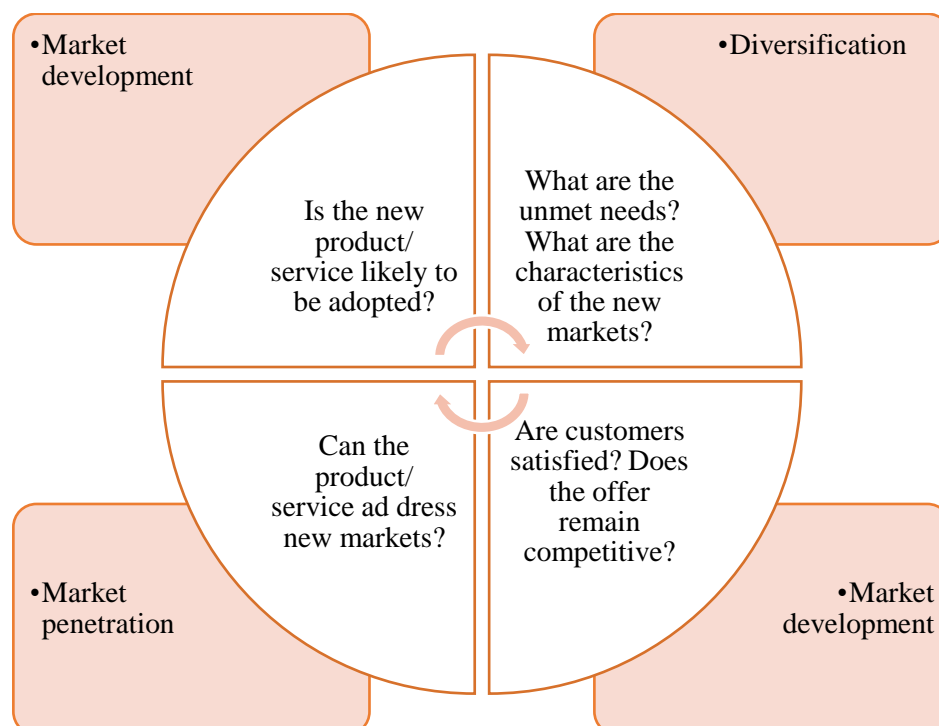 •Market
development
•Diversification
Is the new
product/
service likely to
be adopted?
What are the
unmet needs?
What are the
characteristics
of the new
markets?
Can the
product/
service ad dress
new markets?
Are customers
satisfied? Does
the offer
remain
competitive?
•Market
penetration
•Market
development